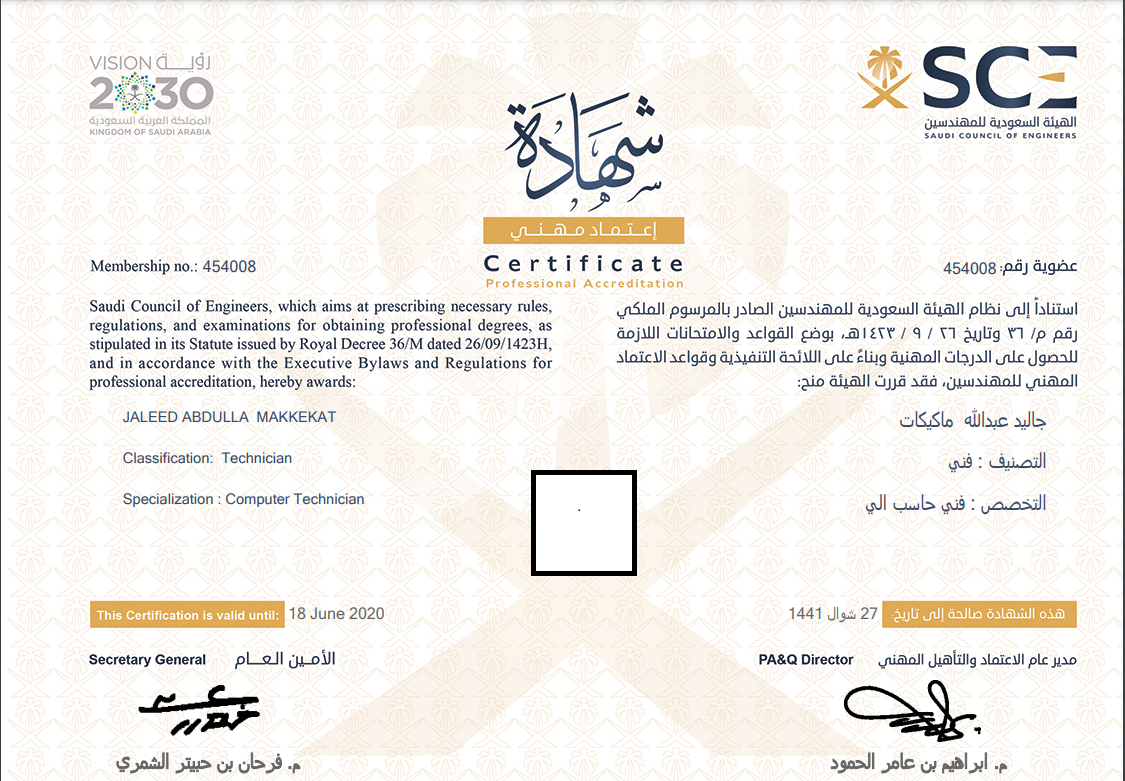 VISION رؤيــة
2030
المملكة العربية السعودية
KINGDOM OF SAUDI ARABIA
SCE
الهيئة السعودية للمهندسين
SAUDI COUNCIL OF ENGINEERS
شهادة
إعـتـمـاد مـهـنـي
Certificate
Professional Accreditation
Membership no.: 454008
عضوية رقم: 454008
Saudi Council of Engineers, which aims at prescribing necessary rules,
regulations, and examinations for obtaining professional degrees, as
stipulated in its Statute issued by Royal Decree 36/M dated 26/09/1423H,
and in accordance with the Executive Bylaws and Regulations for
professional accreditation, hereby awards:
استناداً إلى نظام الهيئة السعودية للمهندسين الصادر بالمرسوم الملكي
رقم م/ ٣٦ وتاريخ ٢٦ / ٩ / ١٤٢٣هـ، بوضع القواعد والامتحانات اللازمة
للحصول على الدرجات المهنية وبناءً على اللائحة التنفيذية وقواعد الاعتماد
المهني للمهندسين، فقد قررت الهيئة منح:
JALEED ABDULLA MAKKEKAT
Classification: Technician
Specialization : Computer Technician
جاليد عبدالله ماكيكات
التصنيف : فني
التخصص : فني حاسب الي
This Certification is valid until: 18 June 2020
هذه الشهادة صالحة إلى تاريخ: 27 شوال 1441
Secretary General الأمـين الـعـــام
PA&Q Director مدير عام الاعتماد والتأهيل المهني
م. فرحان بن حبيتر الشمري
م. ابراهيم بن عامر الحمود